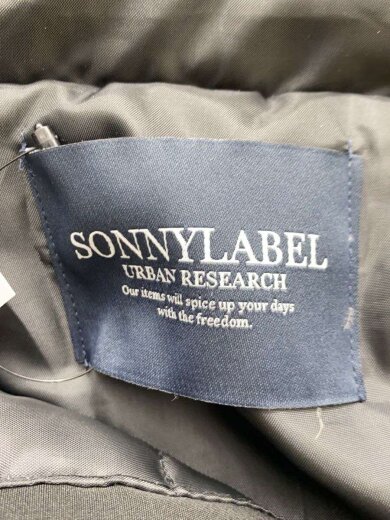 SONNYLABEL
URBAN RESEARCH
Our items will spice up your days
with the freedom.